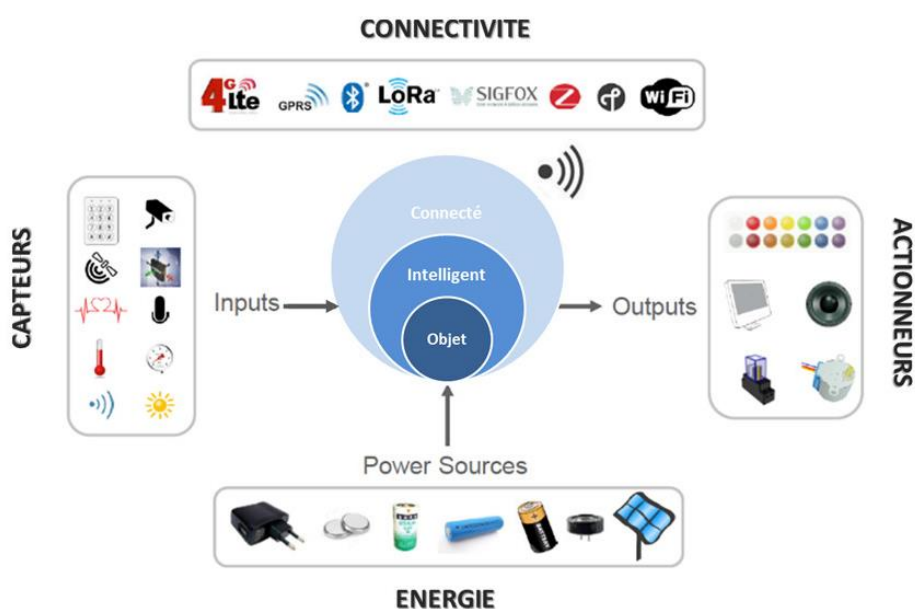 CONNECTIVITE
4G Lte
GPRS
LoRa
SIGFOX
Z
WiFi
CAPTEURS
Inputs
Connecté
Intelligent
Objet
Outputs
ACTIONNEURS
Power Sources
ENERGIE